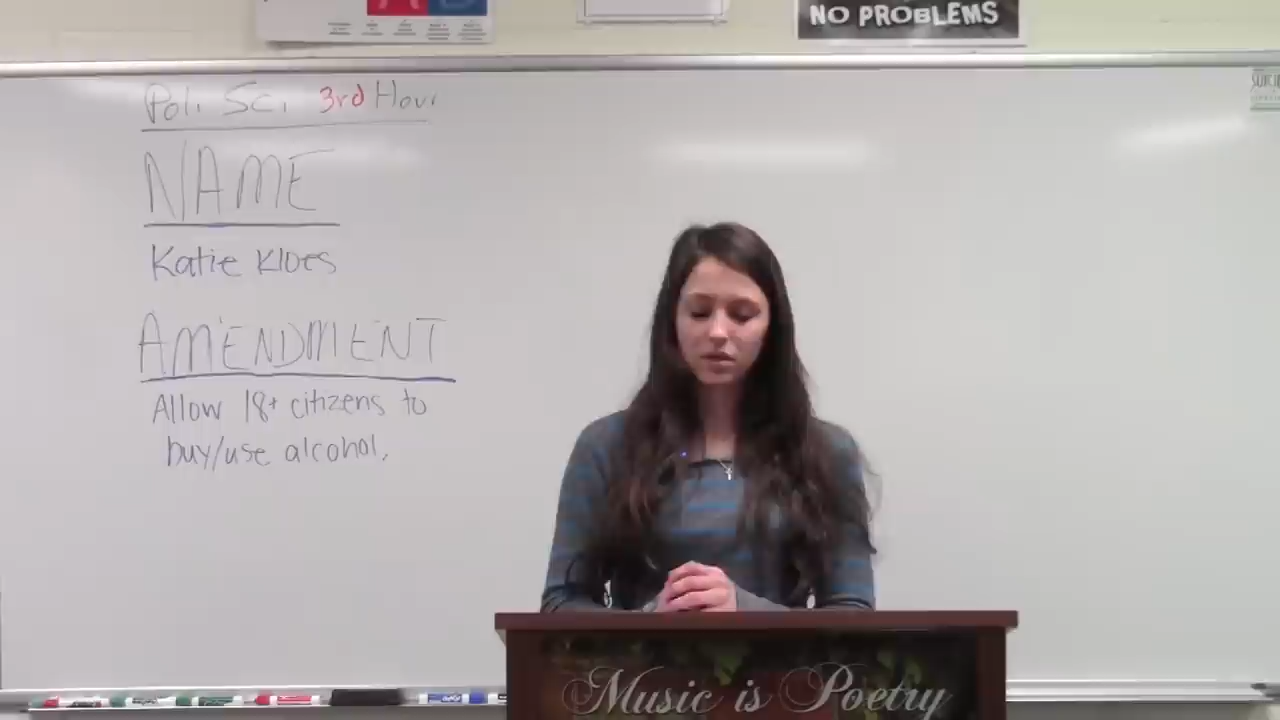 NO PROBLEMS
Pol. Sci 3rd Hour
NAME
Katie Kloes
AMENDMENT
Allow 18+ citizens to
buy/use alcohol.
Music is Poetry